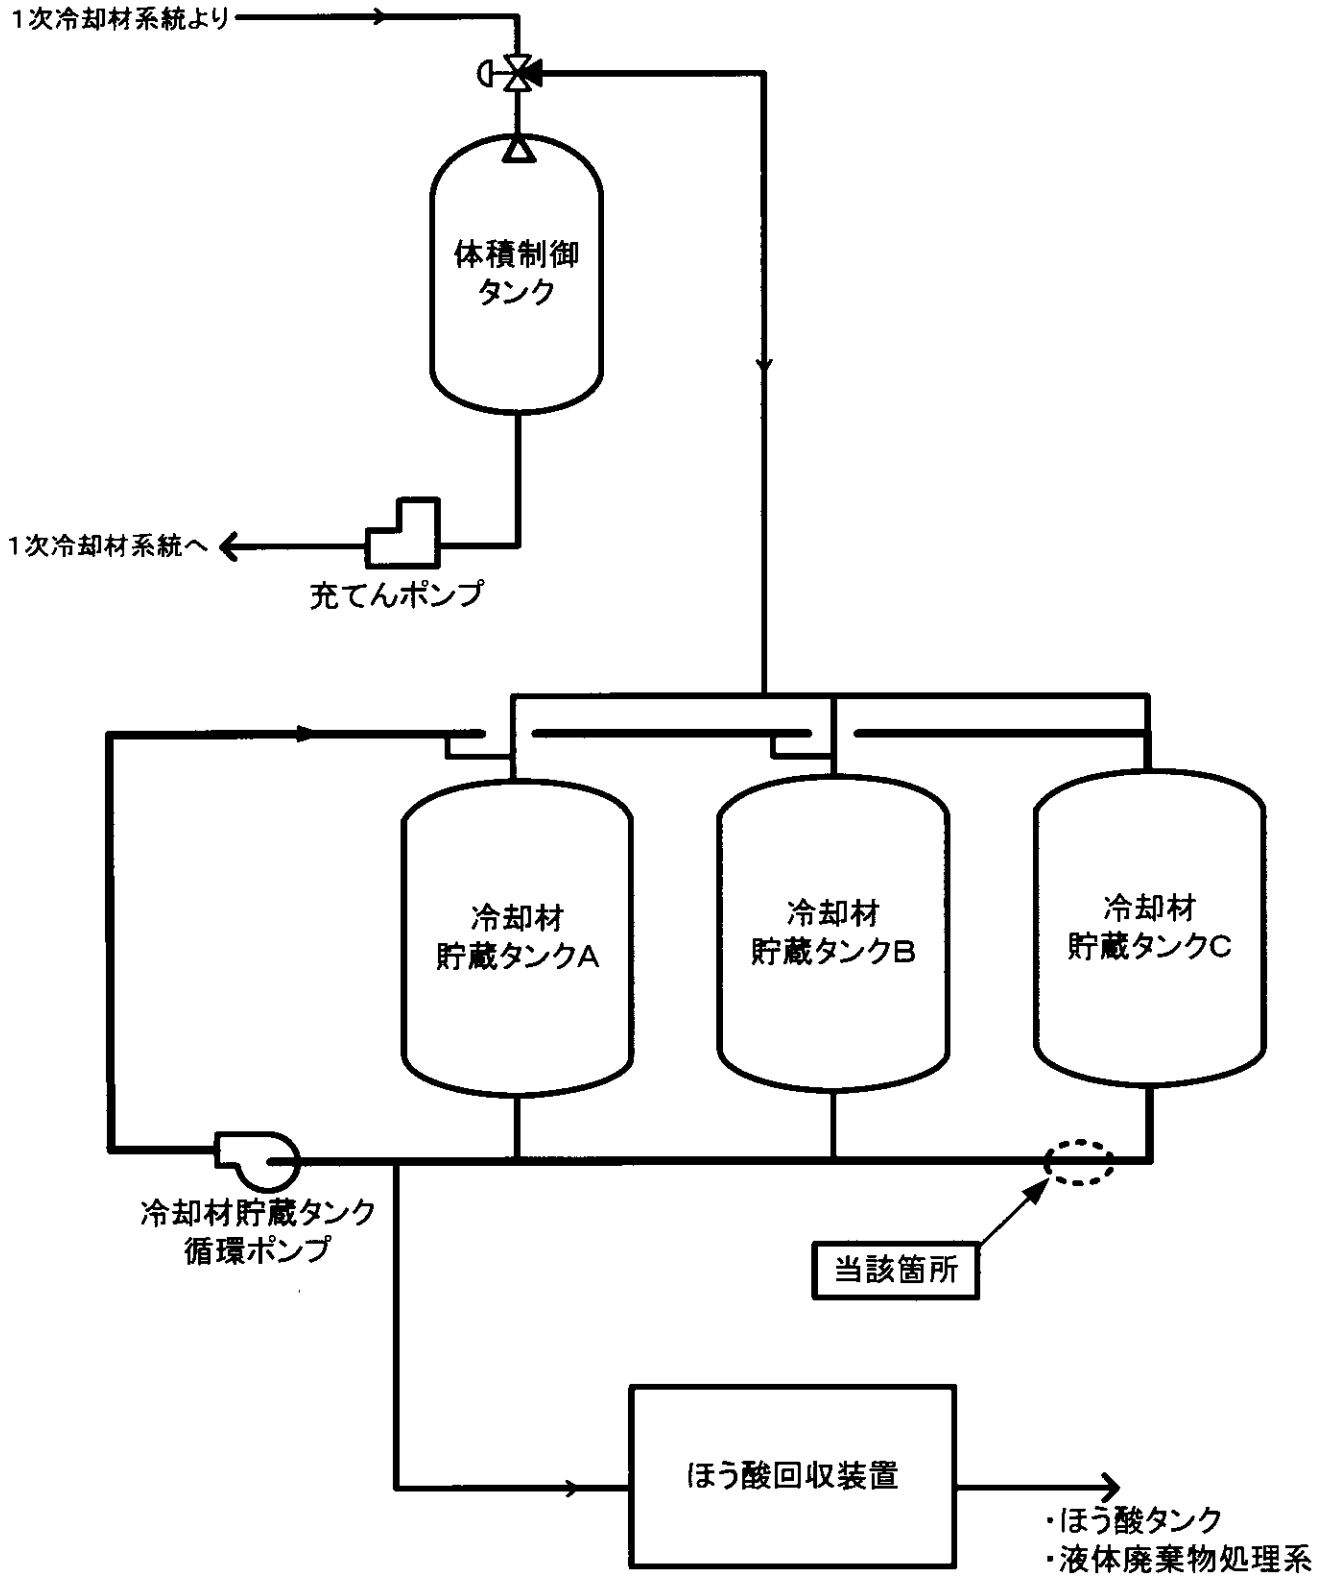 1次冷却材系統より
体積制御
タンク
1次冷却材系統へ
充てんポンプ
冷却材
貯蔵タンクA
冷却材
貯蔵タンクB
冷却材
貯蔵タンクC
冷却材貯蔵タンク
循環ポンプ
当該箇所
ほう酸回収装置
・ほう酸タンク
・液体廃棄物処理系